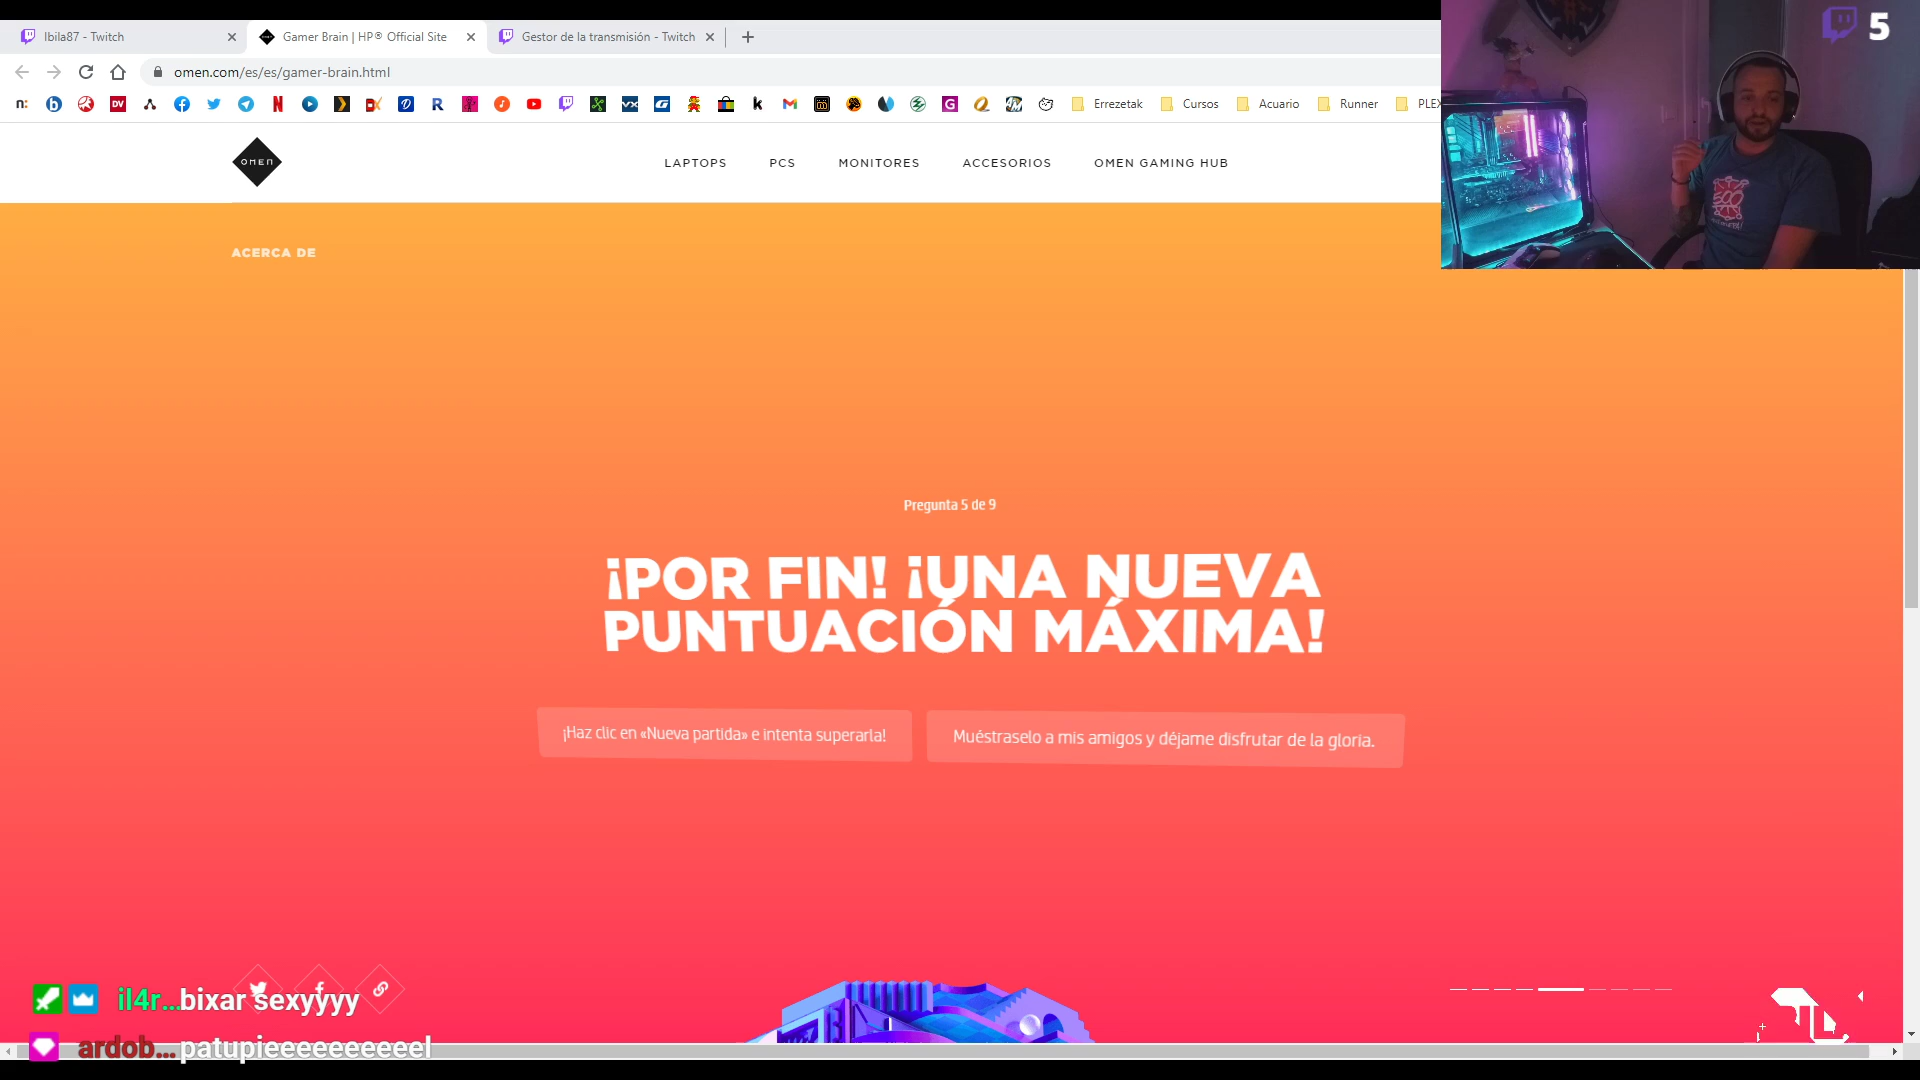 Ibila87 - Twitch
Gamer Brain | HP® Official Site
Gestor de la transmisión - Twitch
5
omen.com/es/es/gamer-brain.html
Errezetak
Cursos
Acuario
Runner
PLEX
OMEN
LAPTOPS
PCS
MONITORES
ACCESORIOS
OMEN GAMING HUB
ACERCA DE
Pregunta 5 de 9
¡POR FIN! ¡UNA NUEVA
PUNTUACIÓN MÁXIMA!
¡Haz clic en «Nueva partida» e intenta superarla!
Muéstraselo a mis amigos y déjame disfrutar de la gloria.
il4r...bixar sexyyyy
ardob...patupieeeeeeeeeel